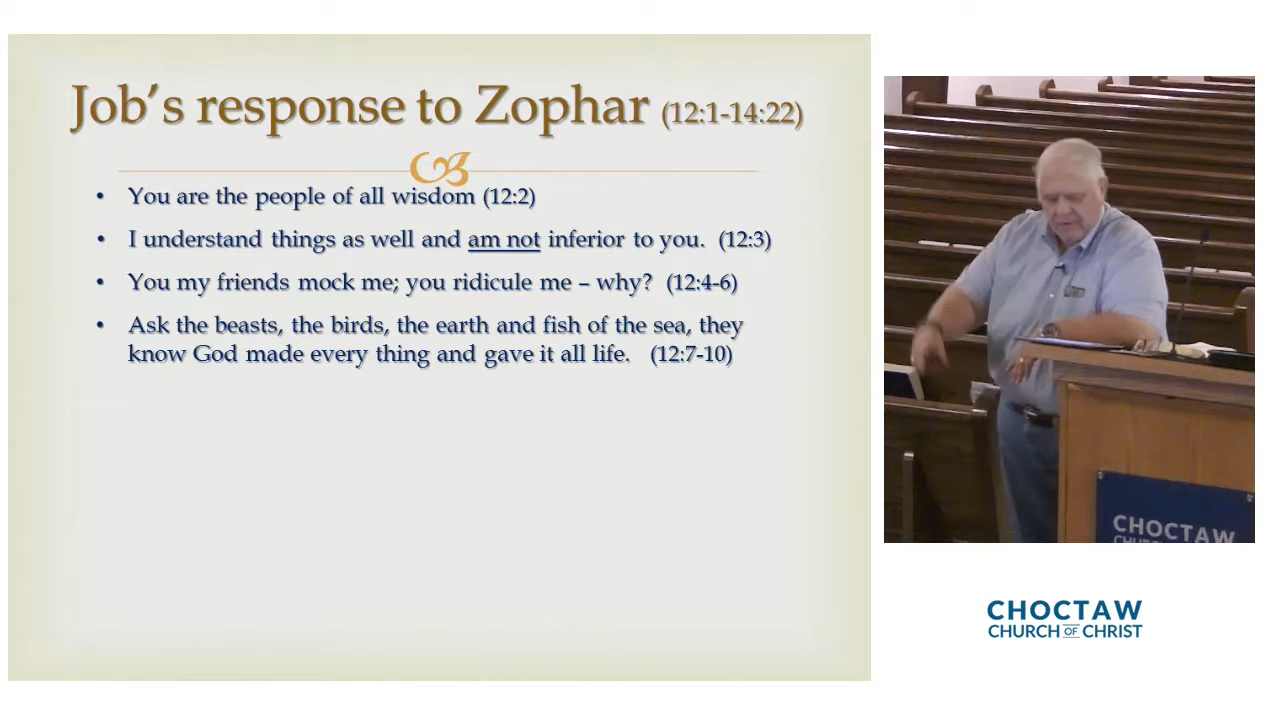 Job's response to Zophar (12:1-14:22)
• You are the people of all wisdom (12:2)
• I understand things as well and am not inferior to you. (12:3)
• You my friends mock me; you ridicule me – why? (12:4-6)
• Ask the beasts, the birds, the earth and fish of the sea, they
know God made every thing and gave it all life. (12:7-10)
CHOCTAW
CHURCH
CHOCTAW
CHURCH OF CHRIST